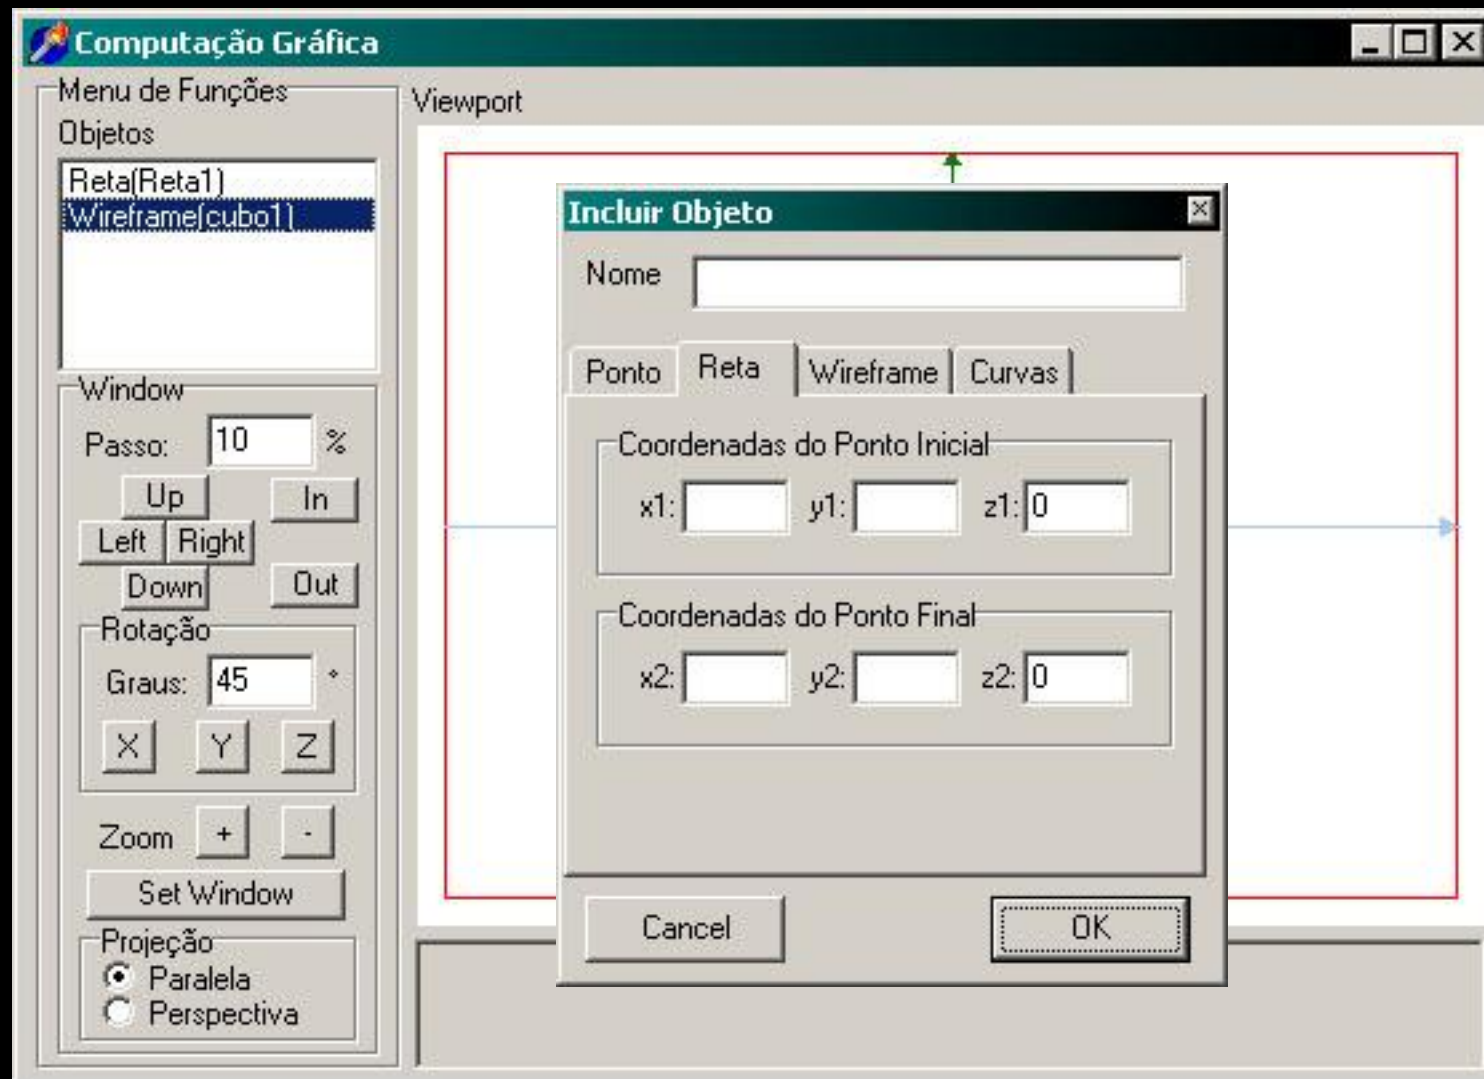 Computação Gráfica
Menu de Funções
Objetos
Reta(Reta1)
Wireframe(cubo1)
Window
Passo: 10 %
Up
In
Left Right
Down
Out
Rotação
Graus: 45 °
X Y Z
Zoom + -
Set Window
Projeção
Paralela
Perspectiva
Viewport
Incluir Objeto
Nome
Ponto Reta Wireframe Curvas
Coordenadas do Ponto Inicial
x1: y1: z1: 0
Coordenadas do Ponto Final
x2: y2: z2: 0
Cancel OK